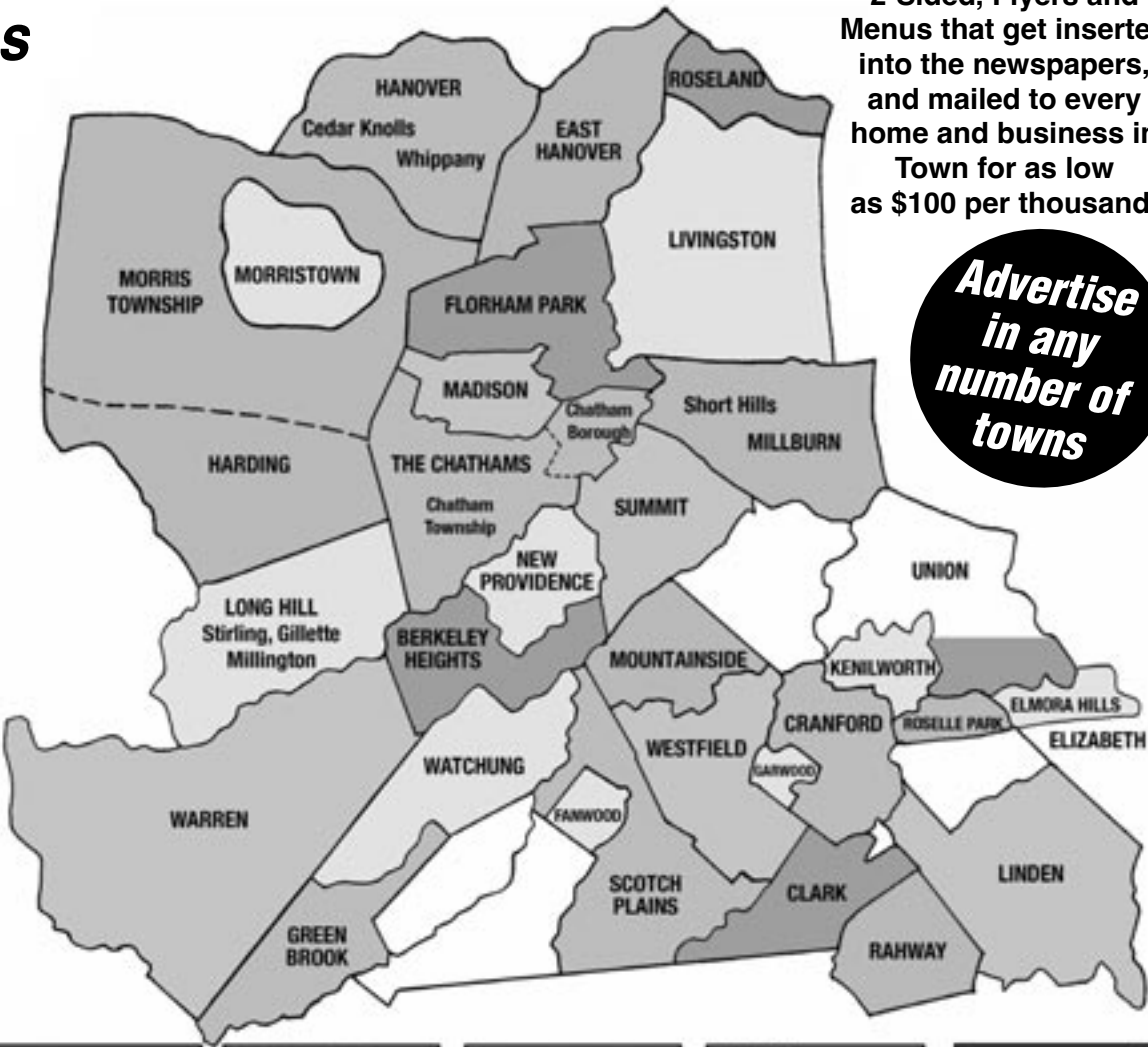 s
2-Sided, Flyers and
Menus that get inserte
into the newspapers,
and mailed to every
home and business in
Town for as low
as $100 per thousand
Advertise
in any
number of
towns
HANOVER
Cedar Knolls
Whippany
EAST
HANOVER
ROSELAND
LIVINGSTON
MORRIS
TOWNSHIP
MORRISTOWN
FLORHAM PARK
MADISON
Chatham
Borough
Short Hills
MILLBURN
HARDING
THE CHATHAMS
Chatham
Township
SUMMIT
NEW
PROVIDENCE
UNION
LONG HILL
Stirling, Gillette
Millington
BERKELEY
HEIGHTS
MOUNTAINSIDE
KENILWORTH
ELMORA HILLS
ROSELLE PARK
CRANFORD
ELIZABETH
WESTFIELD
GARWOOD
WATCHUNG
FANWOOD
WARREN
SCOTCH
PLAINS
CLARK
LINDEN
GREEN
BROOK
RAHWAY